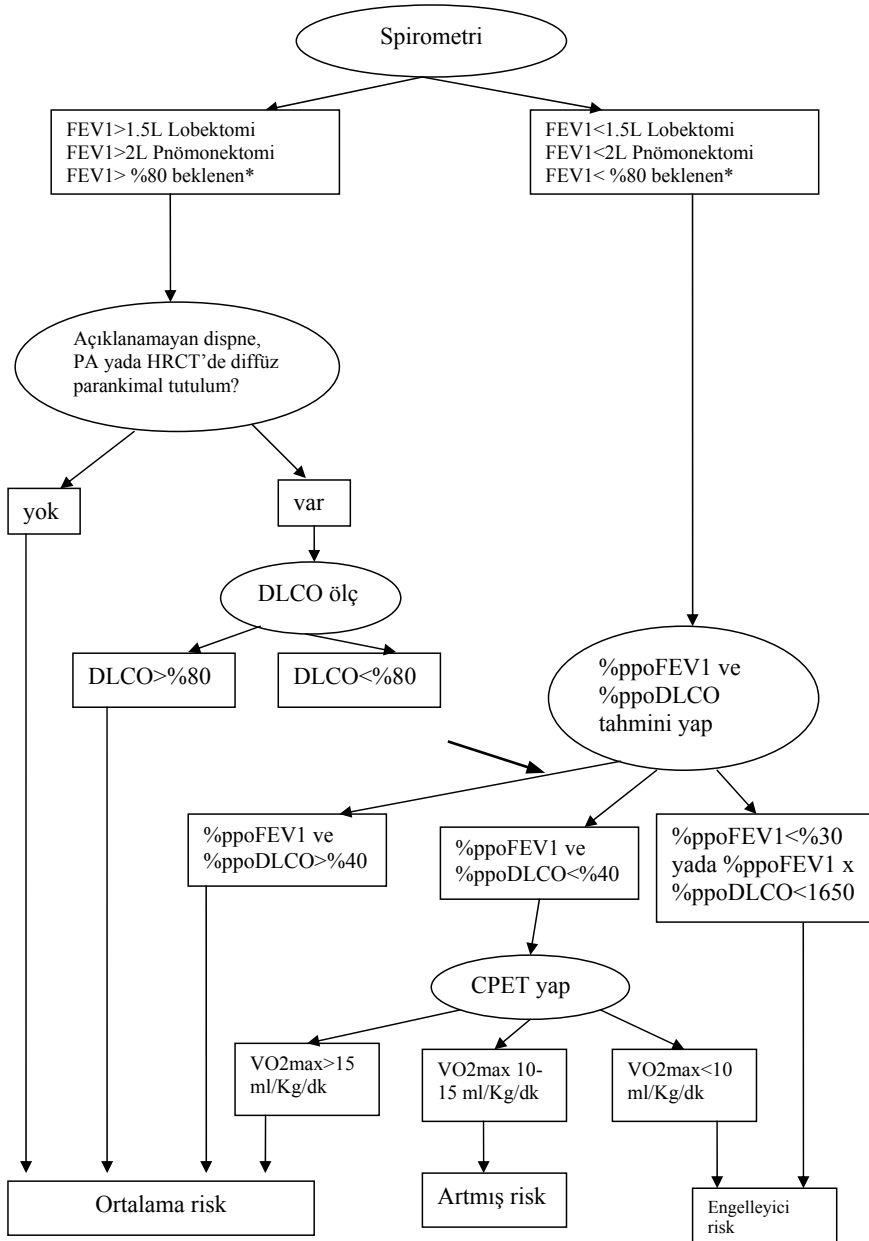 Spirometri
FEV1>1.5L Lobektomi
FEV1>2L Pnömonektomi
FEV1> %80 beklenen*
FEV1<1.5L Lobektomi
FEV1<2L Pnömonektomi
FEV1< %80 beklenen*
Açıklanamayan dispne,
PA yada HRCT’de diffüz
parankimal tutulum?
yok
var
DLCO ölç
DLCO>%80
DLCO<%80
%ppoFEV1 ve
%ppoDLCO
tahmini yap
%ppoFEV1 ve
%ppoDLCO>%40
%ppoFEV1 ve
%ppoDLCO<%40
%ppoFEV1<%30
yada %ppoFEV1 x
%ppoDLCO<1650
CPET yap
VO2max>15
ml/Kg/dk
VO2max 10-
15 ml/Kg/dk
VO2max<10
ml/Kg/dk
Ortalama risk
Artmış risk
Engelleyici
risk